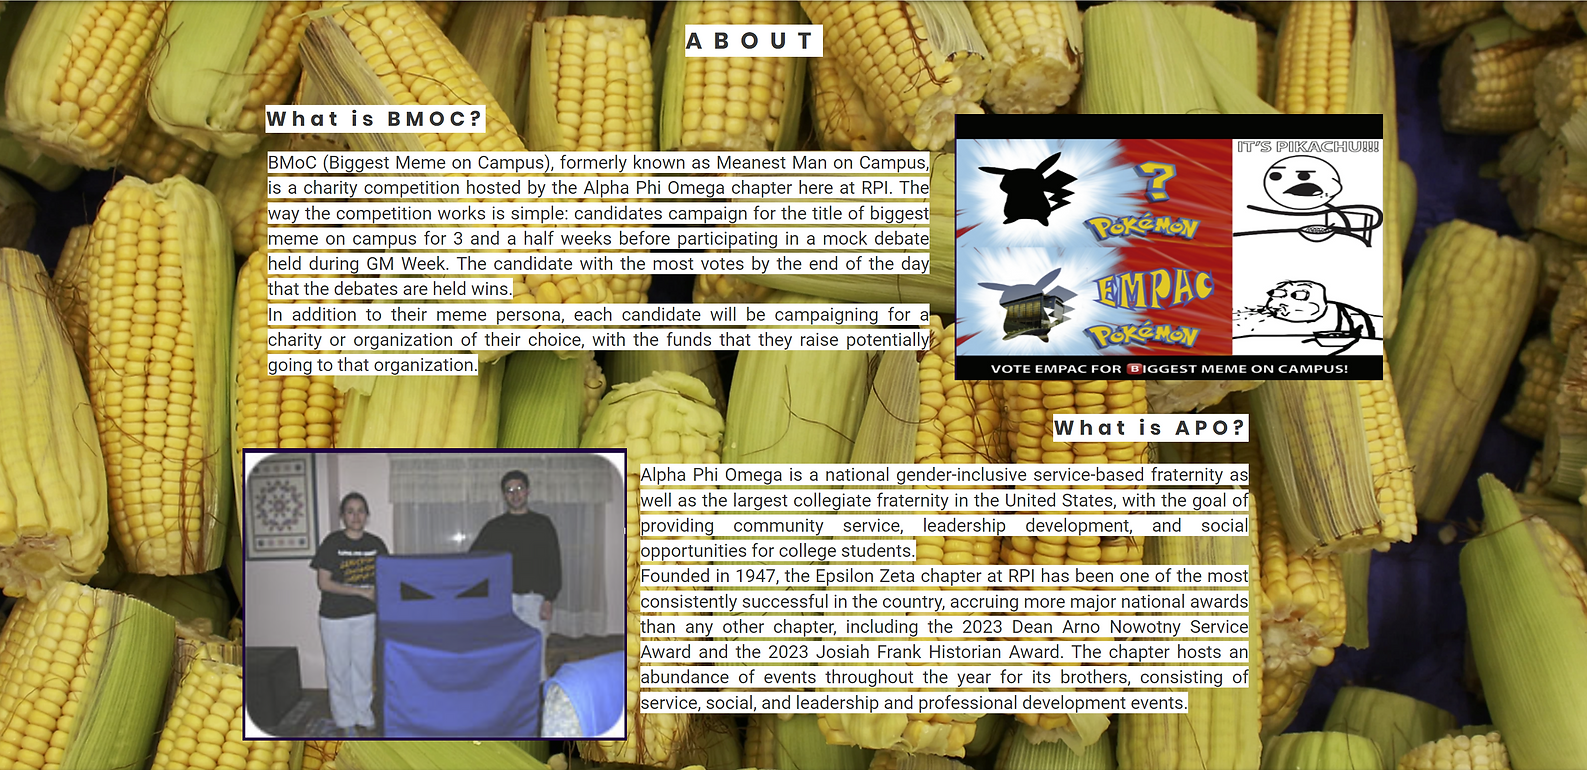 ABOUT
What is BMOC?
BMoC (Biggest Meme on Campus), formerly known as Meanest Man on Campus,
is a charity competition hosted by the Alpha Phi Omega chapter here at RPI. The
way the competition works is simple: candidates campaign for the title of biggest
meme on campus for 3 and a half weeks before participating in a mock debate
held during GM Week. The candidate with the most votes by the end of the day
that the debates are held wins.
In addition to their meme persona, each candidate will be campaigning for a
charity or organization of their choice, with the funds that they raise potentially
going to that organization.
?
POKéMON
IT'S PIKACHU!!!
EMPAC
POKéMON
VOTE EMPAC FOR BIGGEST MEME ON CAMPUS!
What is APO?
Alpha Phi Omega is a national gender-inclusive service-based fraternity as
well as the largest collegiate fraternity in the United States, with the goal of
providing community service, leadership development, and social
opportunities for college students.
Founded in 1947, the Epsilon Zeta chapter at RPI has been one of the most
consistently successful in the country, accruing more major national awards
than any other chapter, including the 2023 Dean Arno Nowotny Service
Award and the 2023 Josiah Frank Historian Award. The chapter hosts an
abundance of events throughout the year for its brothers, consisting of
service, social, and leadership and professional development events.